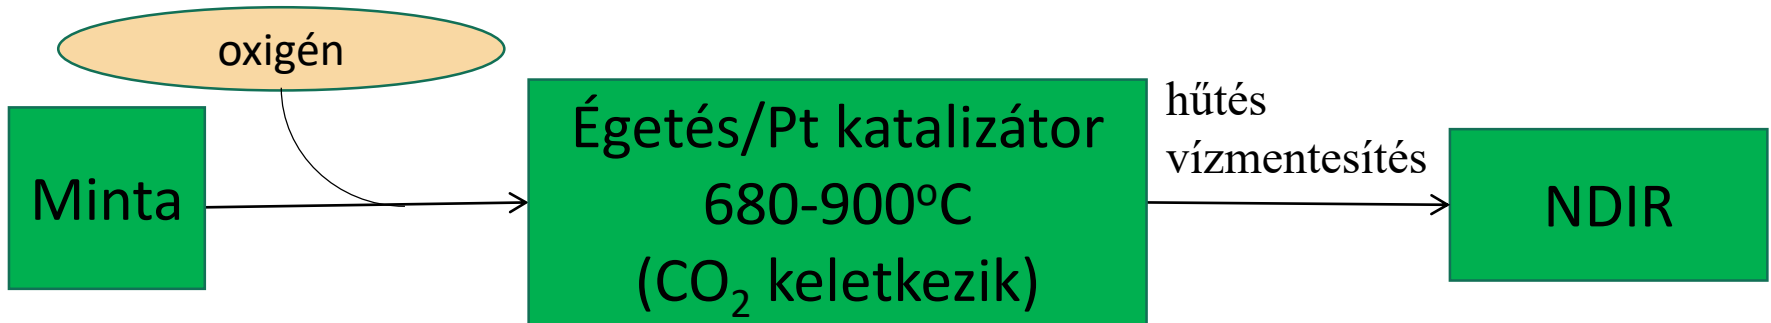 oxigén
Minta
Égetés/Pt katalizátor
680-900°C
(CO₂ keletkezik)
hűtés
vízmentesítés
NDIR